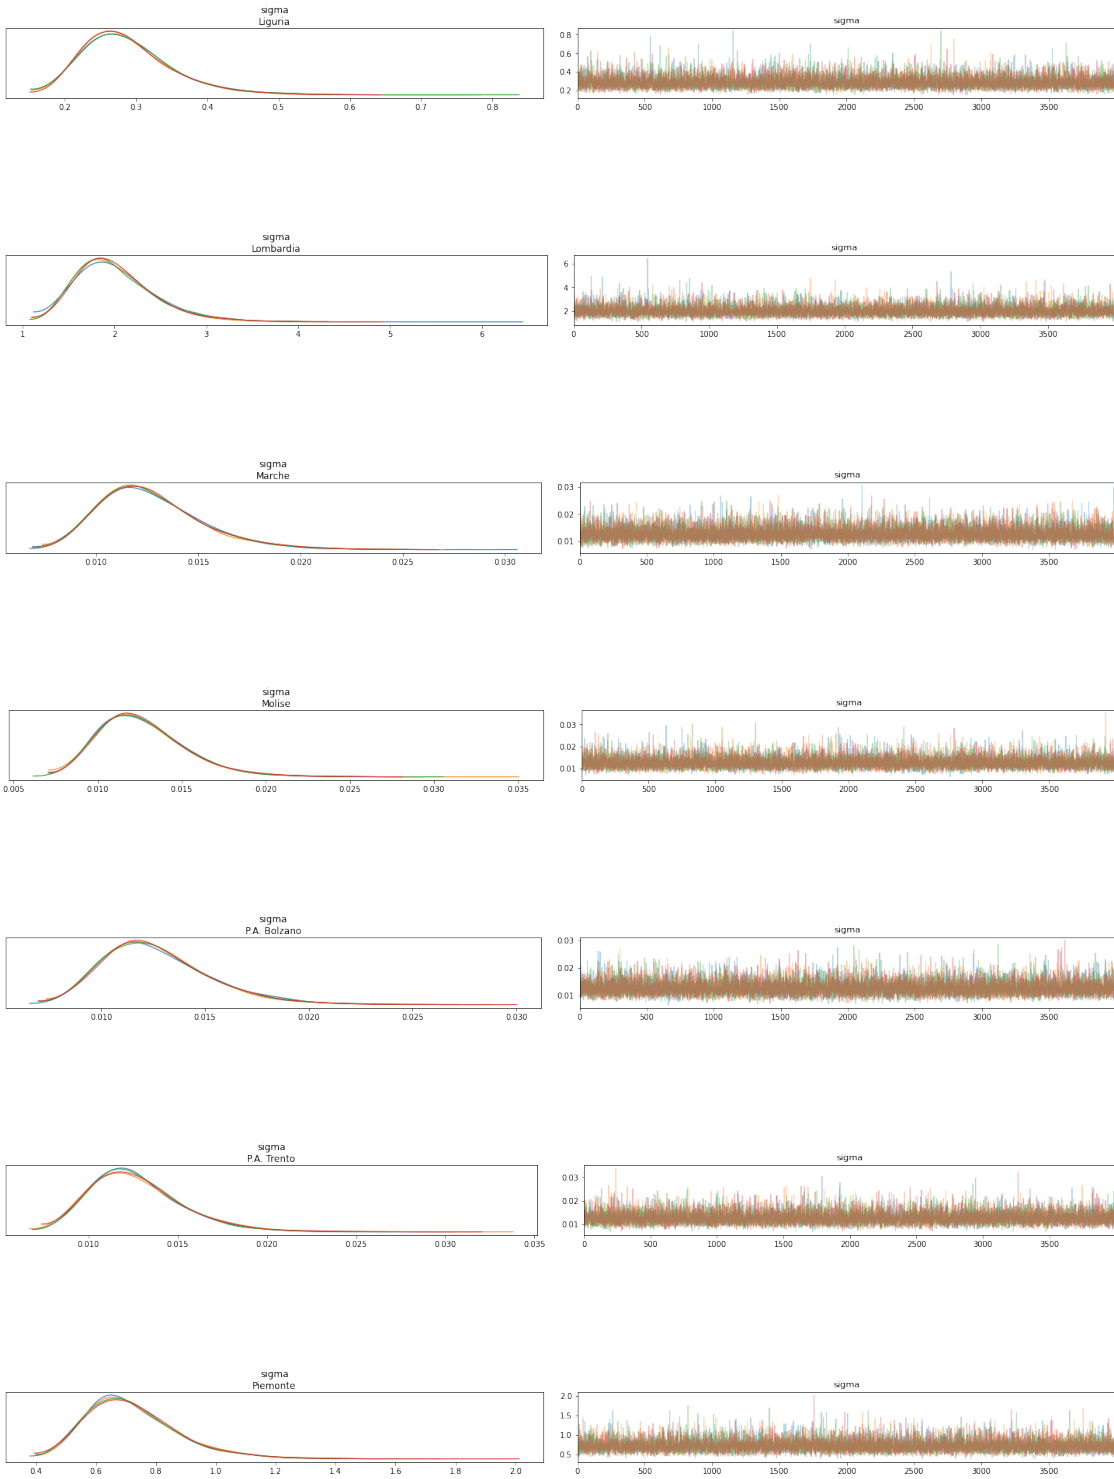 sigma
Liguria
0.2 0.3 0.4 0.5 0.6 0.7 0.8
sigma
0.8
0.6
0.4
0.2
0 500 1000 1500 2000 2500 3000 3500
sigma
Lombardia
1 2 3 4 5 6
sigma
6
4
2
0 500 1000 1500 2000 2500 3000 3500
sigma
Marche
0.010 0.015 0.020 0.025 0.030
sigma
0.03
0.02
0.01
0 500 1000 1500 2000 2500 3000 3500
sigma
Molise
0.005 0.010 0.015 0.020 0.025 0.030 0.035
sigma
0.03
0.02
0.01
0 500 1000 1500 2000 2500 3000 3500
sigma
P.A. Bolzano
0.010 0.015 0.020 0.025 0.030
sigma
0.03
0.02
0.01
0 500 1000 1500 2000 2500 3000 3500
sigma
P.A. Trento
0.010 0.015 0.020 0.025 0.030 0.035
sigma
0.03
0.02
0.01
0 500 1000 1500 2000 2500 3000 3500
sigma
Piemonte
0.4 0.6 0.8 1.0 1.2 1.4 1.6 1.8 2.0
sigma
2.0
1.5
1.0
0.5
0 500 1000 1500 2000 2500 3000 3500